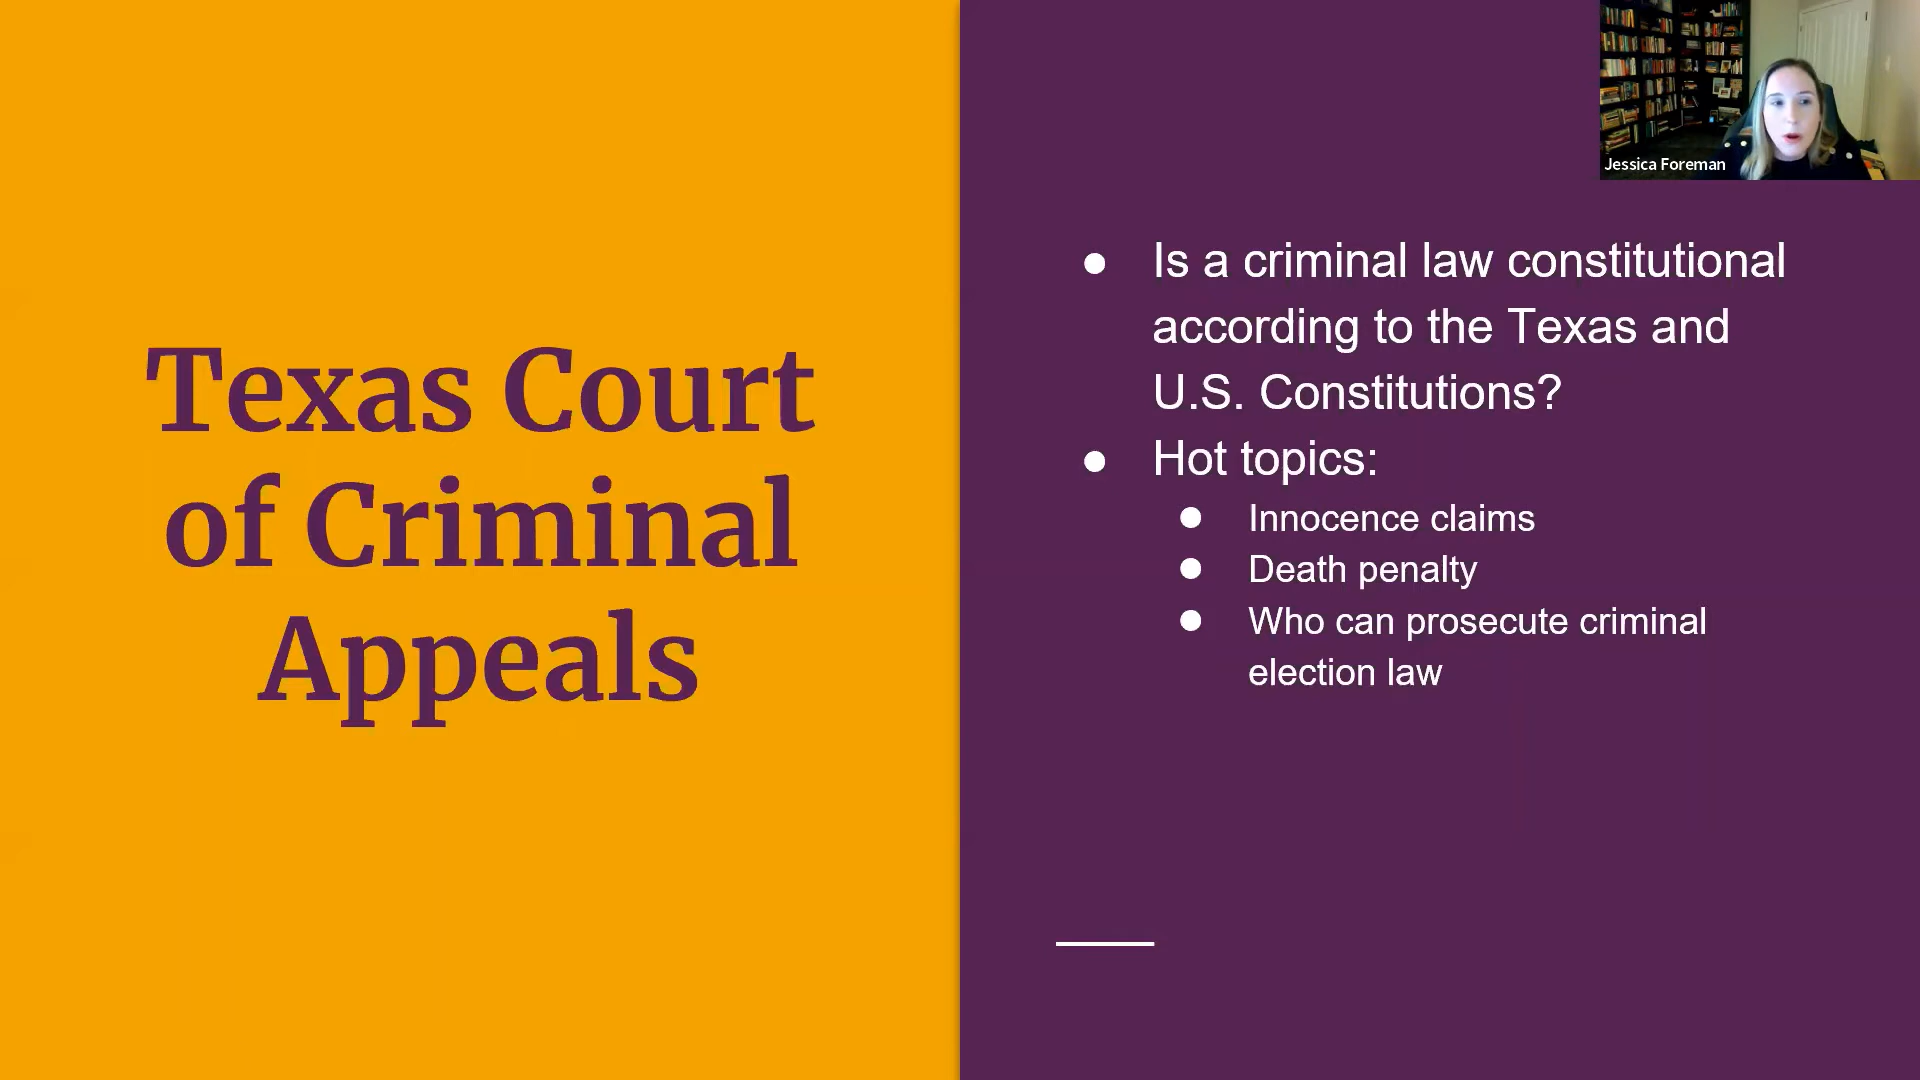 Texas Court
of Criminal
Appeals
Jessica Foreman
● Is a criminal law constitutional
according to the Texas and
U.S. Constitutions?
● Hot topics:
● Innocence claims
● Death penalty
● Who can prosecute criminal
election law